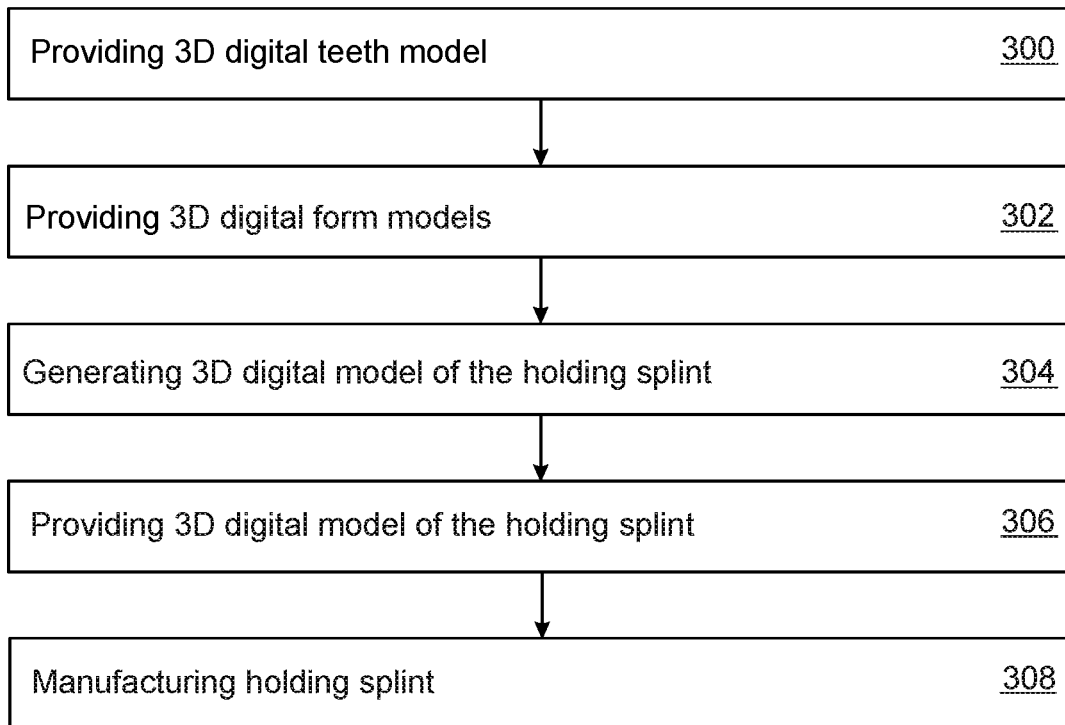 Providing 3D digital teeth model 300
Providing 3D digital form models 302
Generating 3D digital model of the holding splint 304
Providing 3D digital model of the holding splint 306
Manufacturing holding splint 308